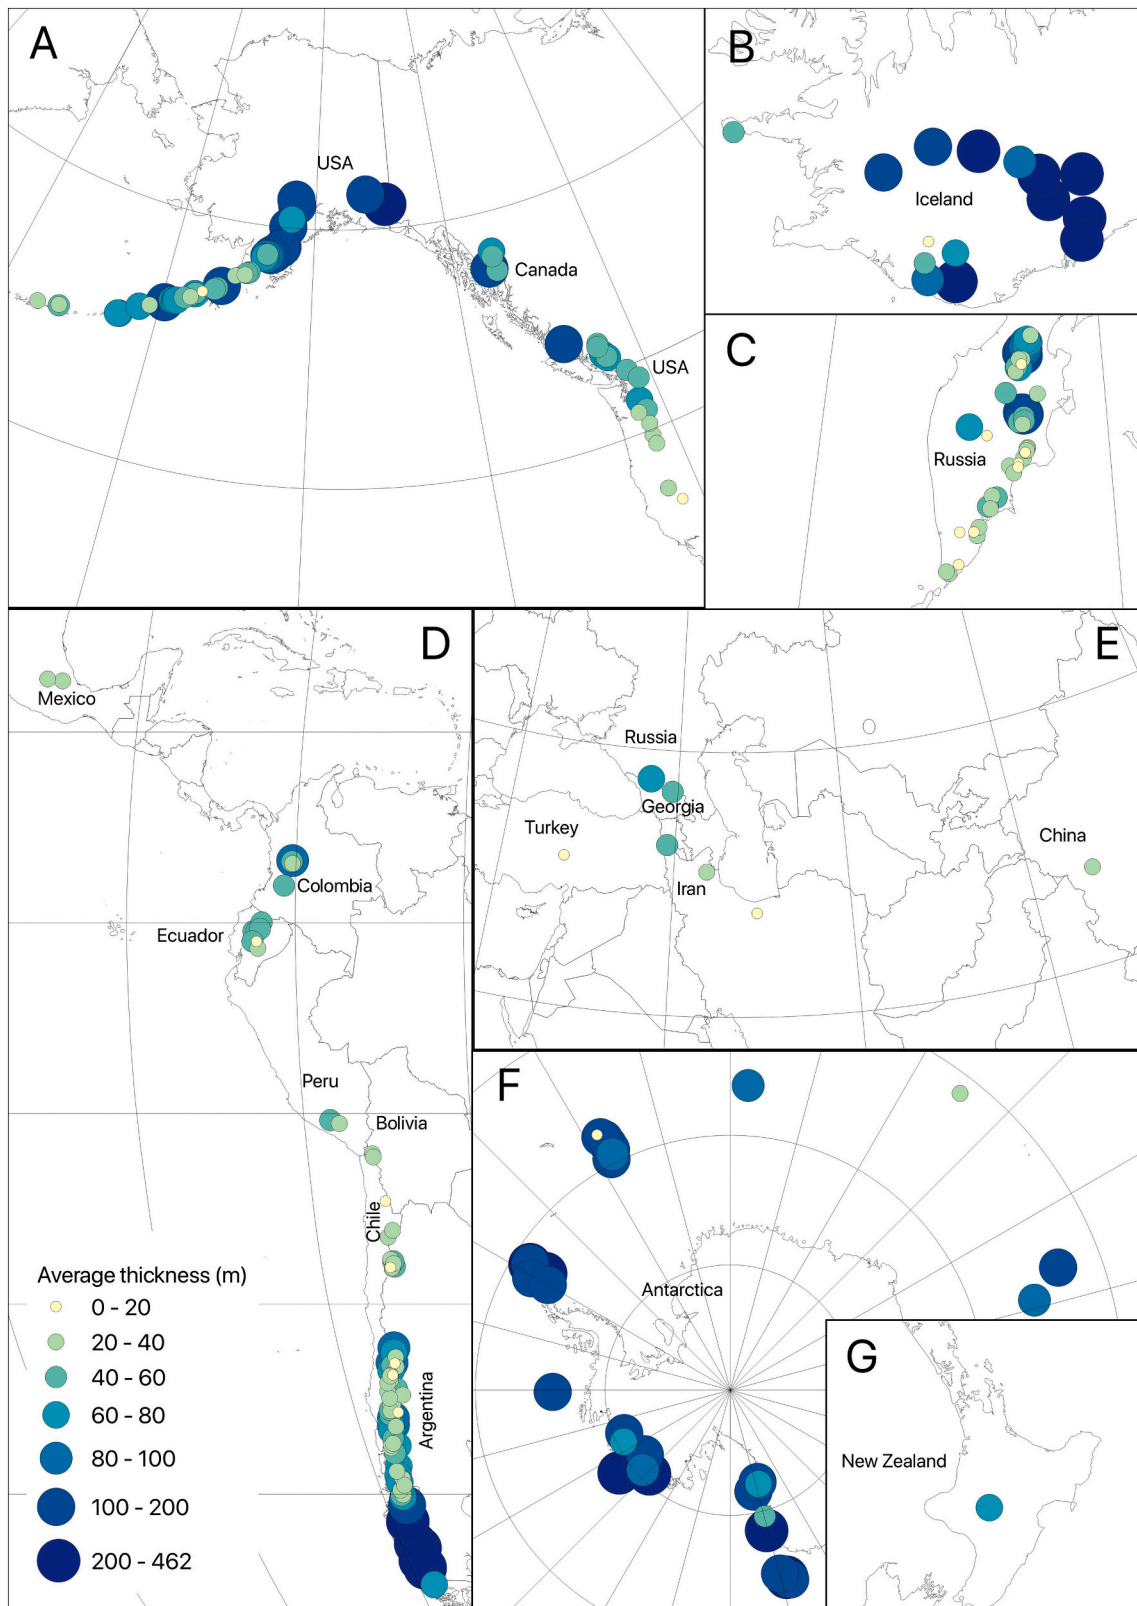 A
USA
Canada
USA
B
Iceland
C
Russia
D
Mexico
Colombia
Ecuador
Peru
Bolivia
Chile
Argentina
Average thickness (m)
0 - 20
20 - 40
40 - 60
60 - 80
80 - 100
100 - 200
200 - 462
E
Russia
Georgia
Turkey
Iran
China
F
Antarctica
G
New Zealand